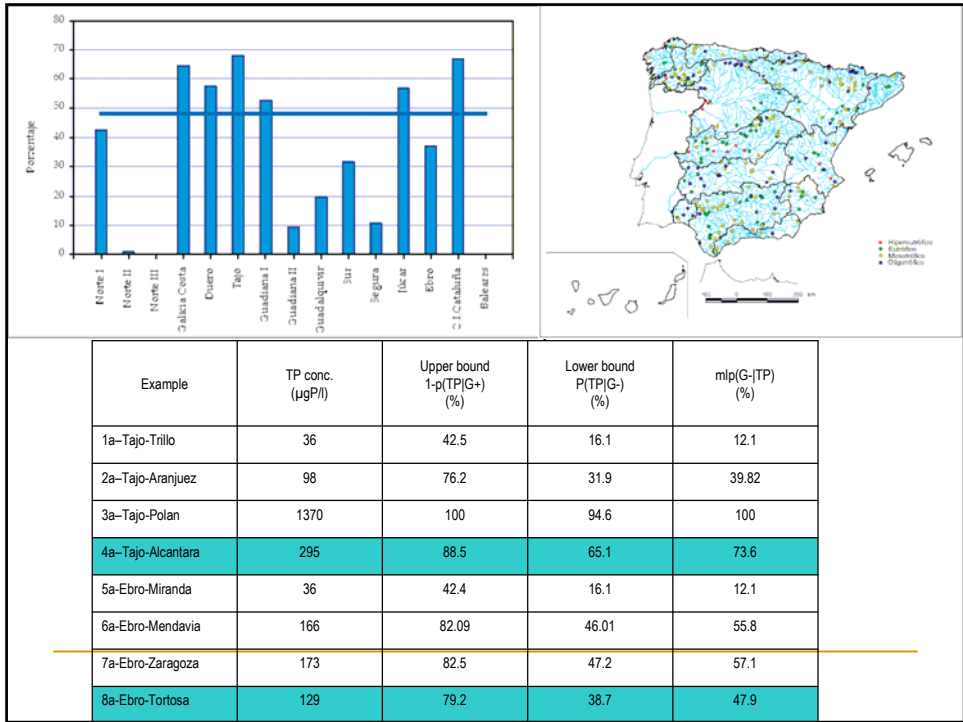 80
70
60
50
40
30
20
10
0
Porcentaje
Norte I
Norte II
Norte III
Galicia Costa
Duero
Tajo
Guadiana I
Guadiana II
Guadalquivir
Sur
Segura
Júcar
Ebro
C.I.Cataluña
Baleares
Hipereutrófico
Eutrófico
Mesotrófico
Oligotrófico
100 0 100 200 km
Example TP conc. (µgP/l) Upper bound 1-p(TP|G+) (%) Lower bound P(TP|G-) (%) mlp(G-|TP) (%)
1a–Tajo-Trillo 36 42.5 16.1 12.1
2a–Tajo-Aranjuez 98 76.2 31.9 39.82
3a–Tajo-Polan 1370 100 94.6 100
4a–Tajo-Alcantara 295 88.5 65.1 73.6
5a-Ebro-Miranda 36 42.4 16.1 12.1
6a-Ebro-Mendavia 166 82.09 46.01 55.8
7a-Ebro-Zaragoza 173 82.5 47.2 57.1
8a-Ebro-Tortosa 129 79.2 38.7 47.9